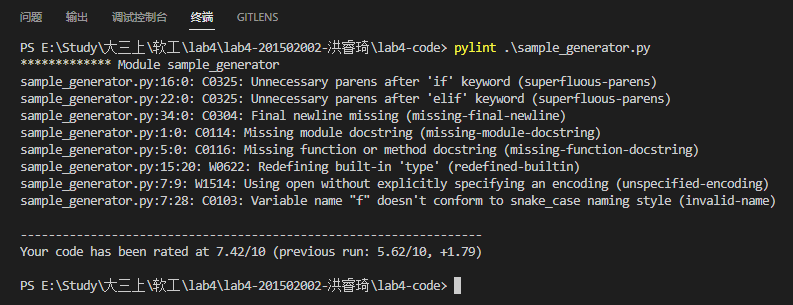 问题 输出 调试控制台 终端 GITLENS
PS E:\Study\大三上\软工\lab4\lab4-201502002-洪睿琦\lab4-code> pylint .\sample_generator.py
************* Module sample_generator
sample_generator.py:16:0: C0325: Unnecessary parens after 'if' keyword (superfluous-parens)
sample_generator.py:22:0: C0325: Unnecessary parens after 'elif' keyword (superfluous-parens)
sample_generator.py:34:0: C0304: Final newline missing (missing-final-newline)
sample_generator.py:1:0: C0114: Missing module docstring (missing-module-docstring)
sample_generator.py:5:0: C0116: Missing function or method docstring (missing-function-docstring)
sample_generator.py:15:20: W0622: Redefining built-in 'type' (redefined-builtin)
sample_generator.py:7:9: W1514: Using open without explicitly specifying an encoding (unspecified-encoding)
sample_generator.py:7:28: C0103: Variable name "f" doesn't conform to snake_case naming style (invalid-name)
------------------------------------------------------------------
Your code has been rated at 7.42/10 (previous run: 5.62/10, +1.79)
PS E:\Study\大三上\软工\lab4\lab4-201502002-洪睿琦\lab4-code>